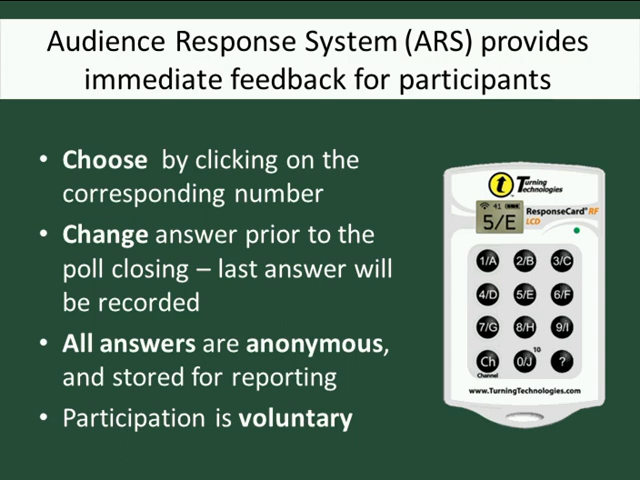 Audience Response System (ARS) provides
immediate feedback for participants
• Choose by clicking on the
corresponding number
• Change answer prior to the
poll closing – last answer will
be recorded
• All answers are anonymous,
and stored for reporting
• Participation is voluntary
Turning
Technologies
41
5/E
ResponseCard RF
LCD
1/A 2/B 3/C
4/D 5/E 6/F
7/G 8/H 9/I
10
Ch 0/J ?
Channel
www.TurningTechnologies.com